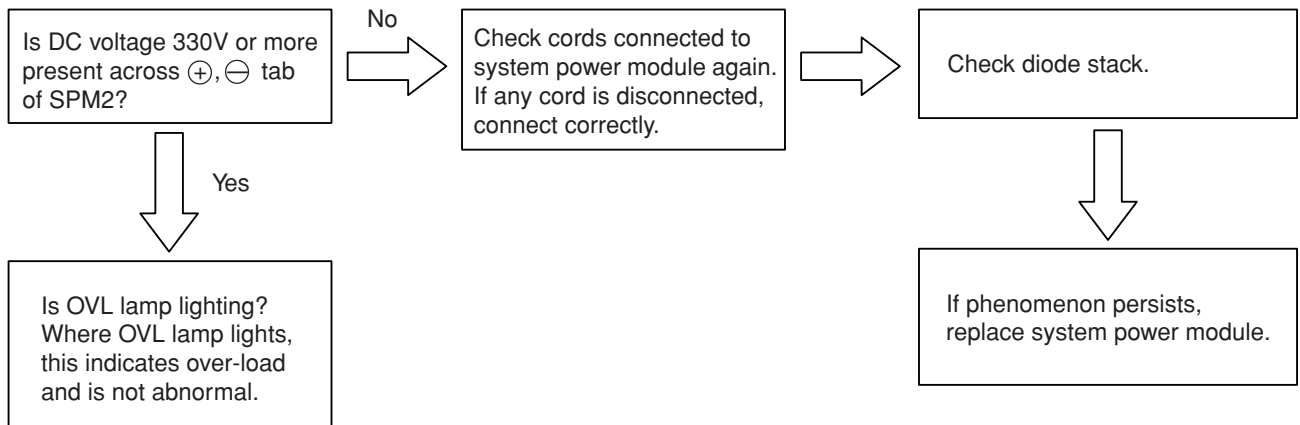 Is DC voltage 330V or more
present across ⊕, ⊖ tab
of SPM2?
No
Check cords connected to
system power module again.
If any cord is disconnected,
connect correctly.
Check diode stack.
Yes
Is OVL lamp lighting?
Where OVL lamp lights,
this indicates over-load
and is not abnormal.
If phenomenon persists,
replace system power module.